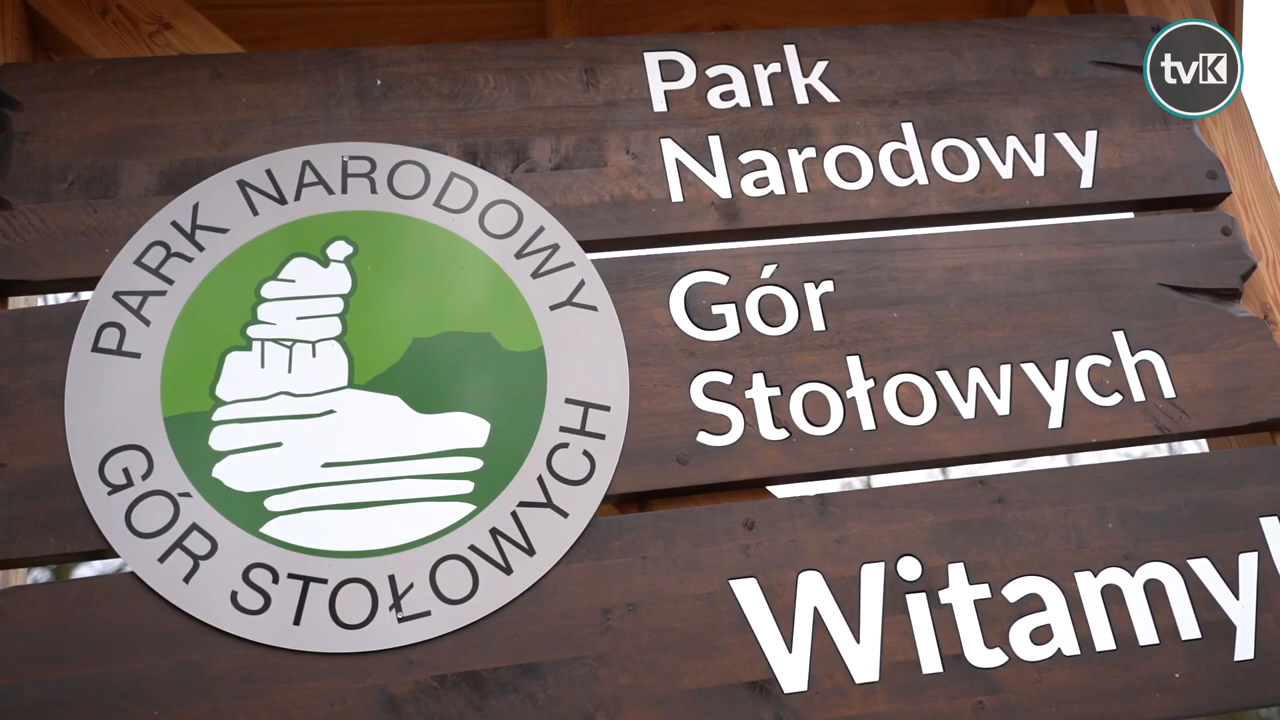 Park
Narodowy
Gór
Stołowych
Witamy!
PARK NARODOWY
GÓR STOŁOWYCH
tvK